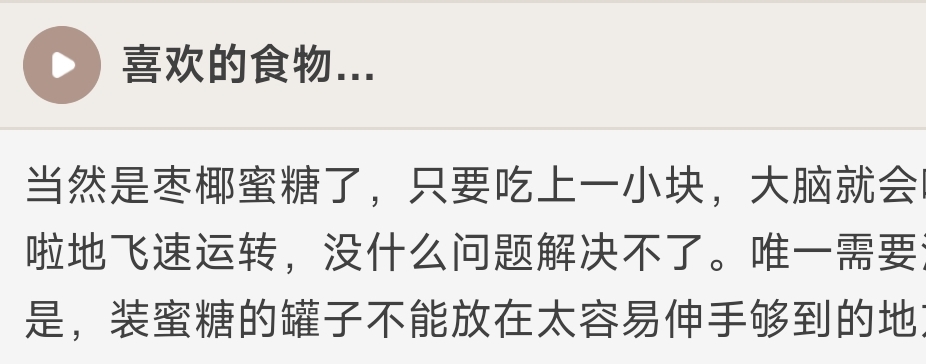 喜欢的食物...
当然是枣椰蜜糖了，只要吃上一小块，大脑就会
啦地飞速运转，没什么问题解决不了。唯一需要
是，装蜜糖的罐子不能放在太容易伸手够到的地